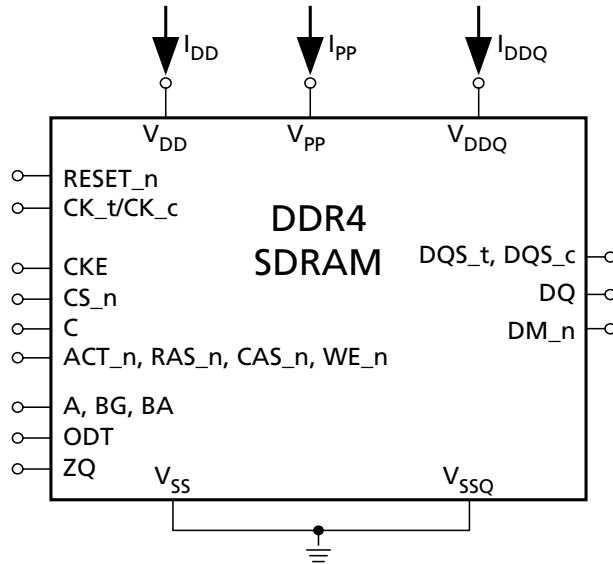 IDD IPP IDDQ
VDD VPP VDDQ
RESET_n
CK_t/CK_c
DDR4
SDRAM
DQS_t, DQS_c
CKE
DQ
CS_n
C
DM_n
ACT_n, RAS_n, CAS_n, WE_n
A, BG, BA
ODT
ZQ
VSS VSSQ